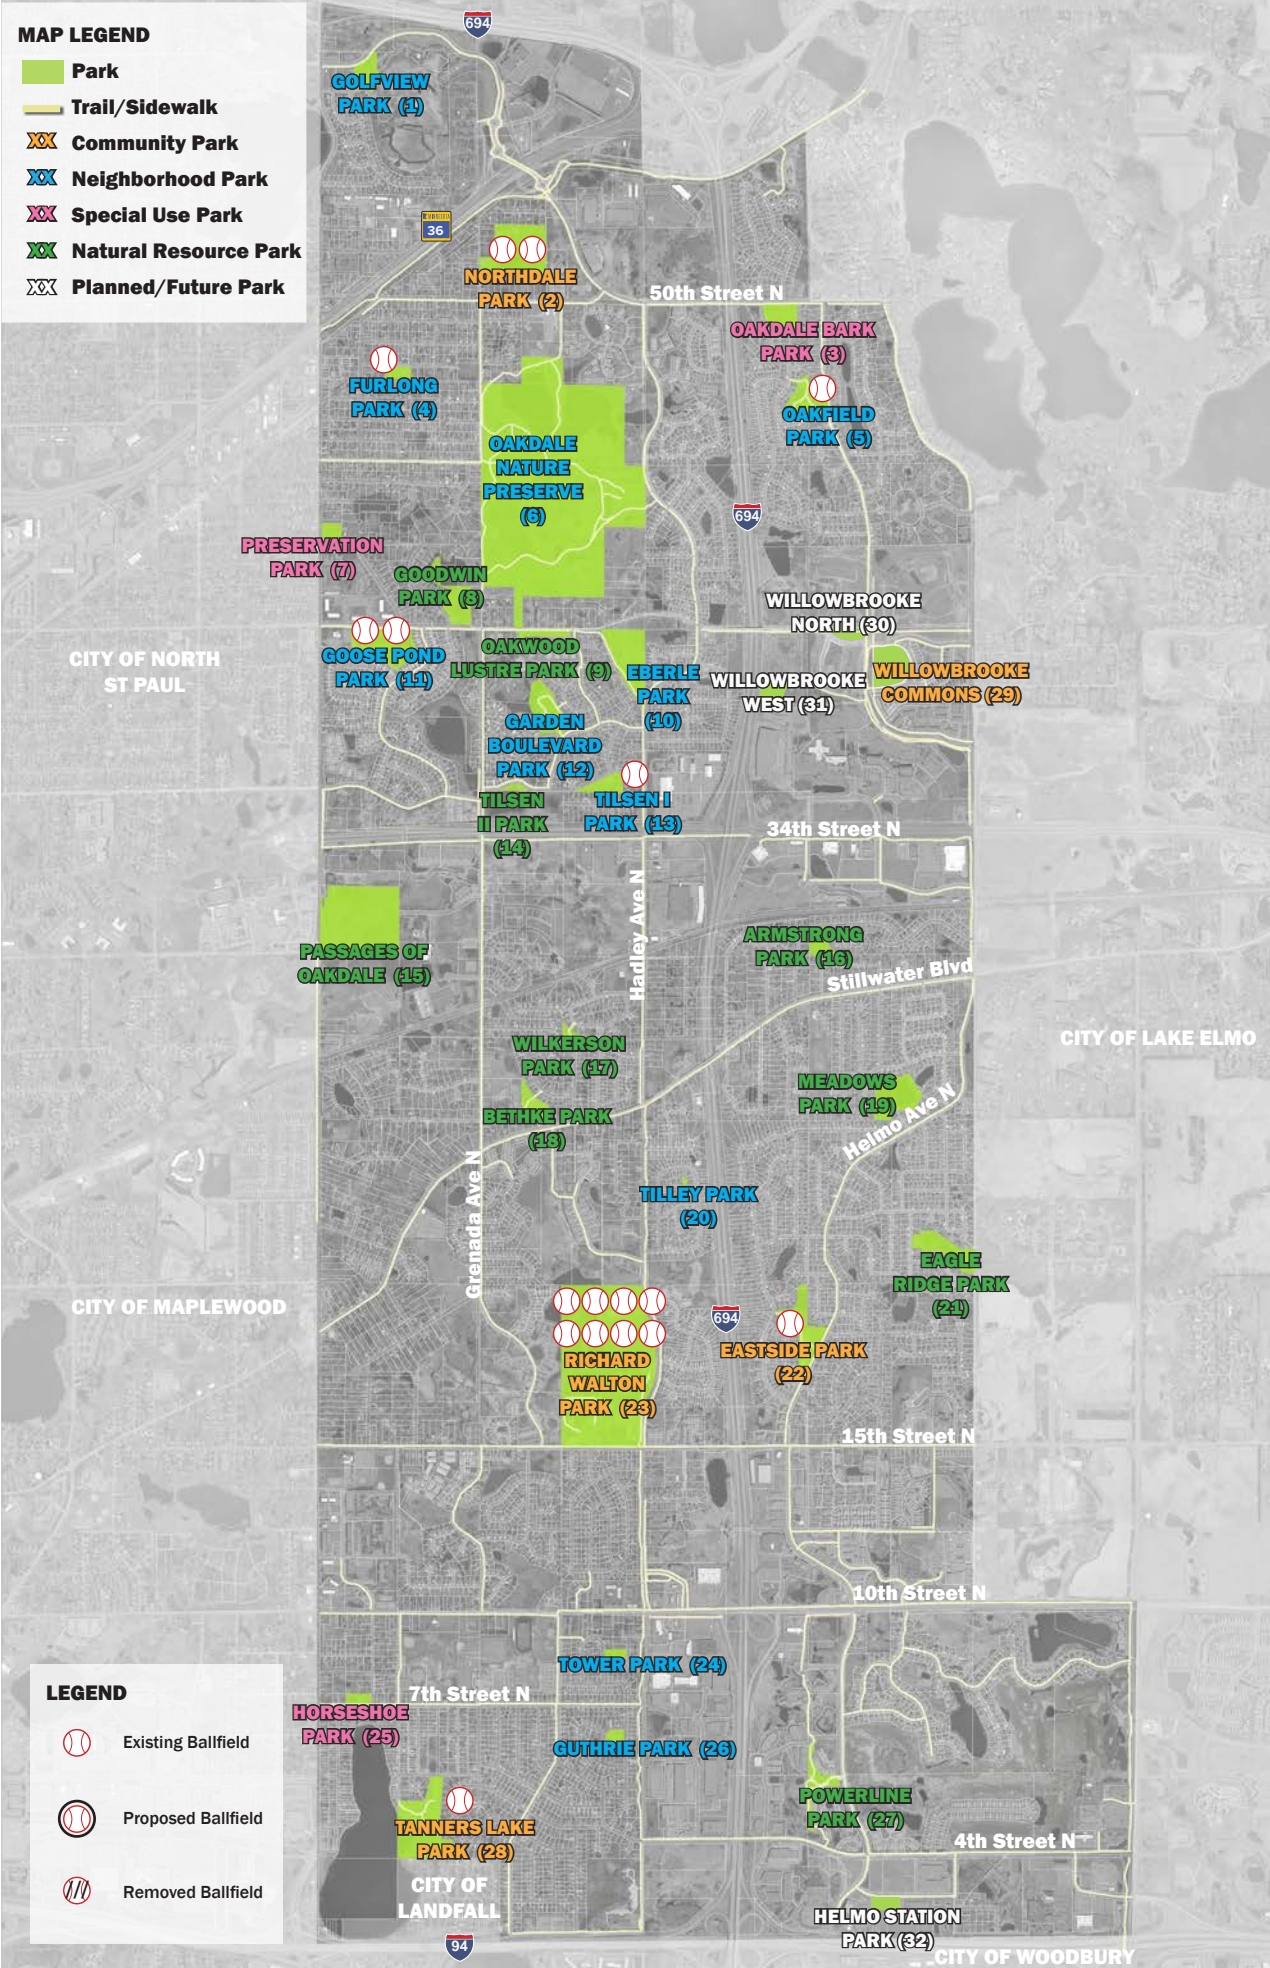 MAP LEGEND
Park
Trail/Sidewalk
XX Community Park
XX Neighborhood Park
XX Special Use Park
XX Natural Resource Park
XX Planned/Future Park
694
GOLFVIEW
PARK (1)
36
NORTHDALE
PARK (2)
50th Street N
OAKDALE BARK
PARK (3)
FURLONG
PARK (4)
OAKFIELD
PARK (5)
OAKDALE
NATURE
PRESERVE
(6)
694
PRESERVATION
PARK (7)
GOODWIN
PARK (8)
WILLOWBROOKE
NORTH (30)
CITY OF NORTH
ST PAUL
GOOSE POND
PARK (11)
OAKWOOD
LUSTRE PARK (9)
EBERLE
PARK
(10)
WILLOWBROOKE
WEST (31)
WILLOWBROOKE
COMMONS (29)
GARDEN
BOULEVARD
PARK (12)
TILSEN
II PARK
(14)
TILSEN I
PARK (13)
34th Street N
Hadley Ave N
PASSAGES OF
OAKDALE (15)
ARMSTRONG
PARK (16)
Stillwater Blvd
CITY OF LAKE ELMO
WILKERSON
PARK (17)
MEADOWS
PARK (19)
Helmo Ave N
BETHKE PARK
(18)
Grenada Ave N
TILLEY PARK
(20)
EAGLE
RIDGE PARK
(21)
CITY OF MAPLEWOOD
694
EASTSIDE PARK
(22)
RICHARD
WALTON
PARK (23)
15th Street N
10th Street N
TOWER PARK (24)
7th Street N
HORSESHOE
PARK (25)
GUTHRIE PARK (26)
POWERLINE
PARK (27)
TANNERS LAKE
PARK (28)
4th Street N
CITY OF
LANDFALL
HELMO STATION
PARK (32)
94
CITY OF WOODBURY
LEGEND
Existing Ballfield
Proposed Ballfield
Removed Ballfield